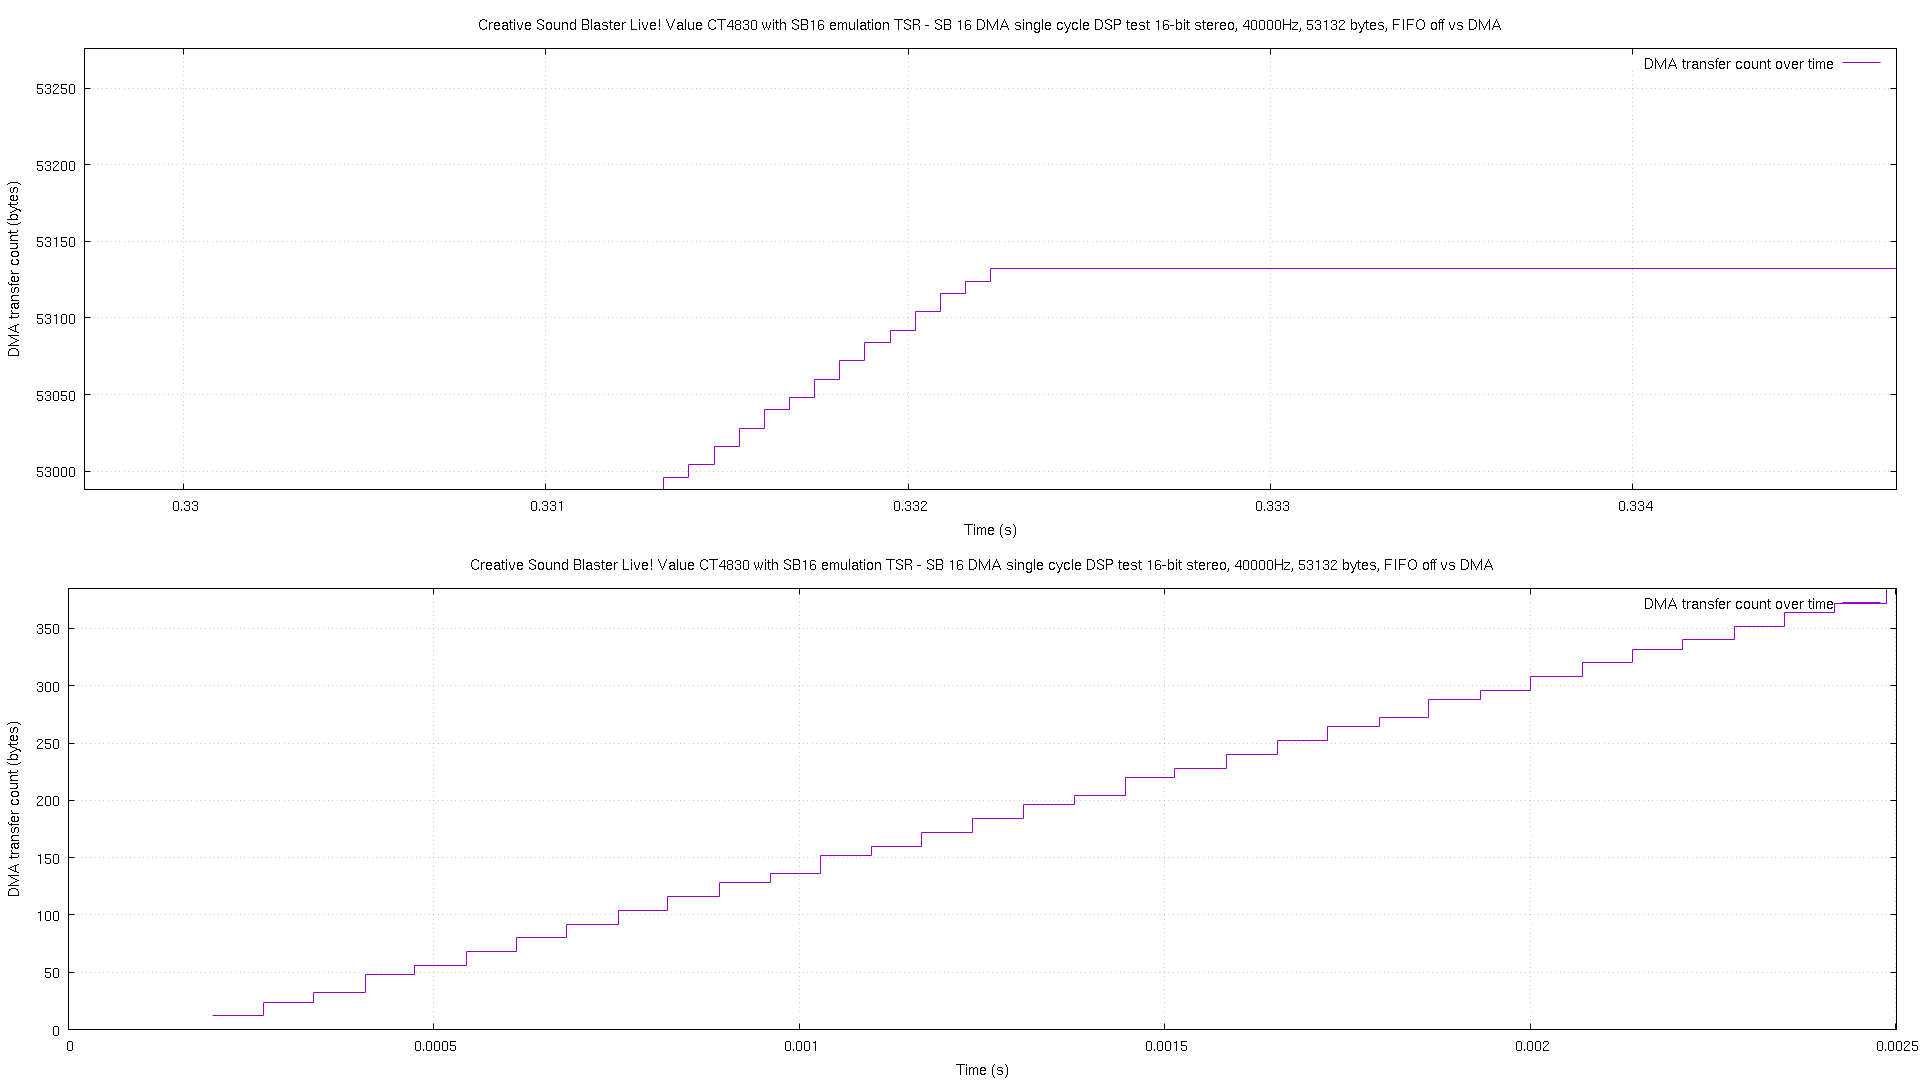 Creative Sound Blaster Live! Value CT4830 with SB16 emulation TSR - SB 16 DMA single cycle DSP test 16-bit stereo, 40000Hz, 53132 bytes, FIFO off vs DMA
DMA transfer count over time
53250
53200
53150
53100
53050
53000
DMA transfer count (bytes)
0.33 0.331 0.332 0.333 0.334
Time (s)
Creative Sound Blaster Live! Value CT4830 with SB16 emulation TSR - SB 16 DMA single cycle DSP test 16-bit stereo, 40000Hz, 53132 bytes, FIFO off vs DMA
DMA transfer count over time
350
300
250
200
150
100
50
0
DMA transfer count (bytes)
0 0.0005 0.001 0.0015 0.002 0.0025
Time (s)